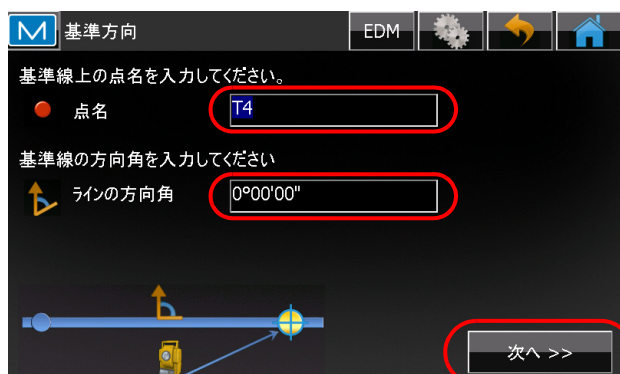 M 基準方向 EDM
基準線上の点名を入力してください。
点名 T4
基準線の方向角を入力してください
ラインの方向角 0°00'00"
次へ >>